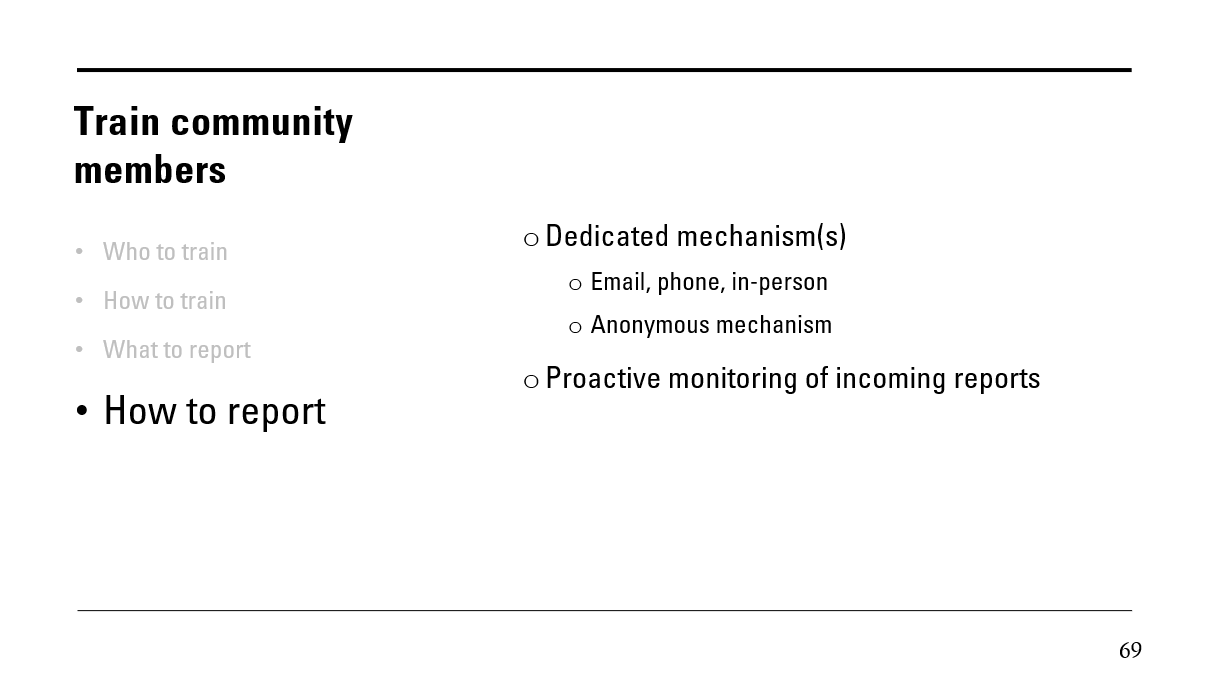 Train community
members
• Who to train
• How to train
• What to report
• How to report
o Dedicated mechanism(s)
o Email, phone, in-person
o Anonymous mechanism
o Proactive monitoring of incoming reports
69